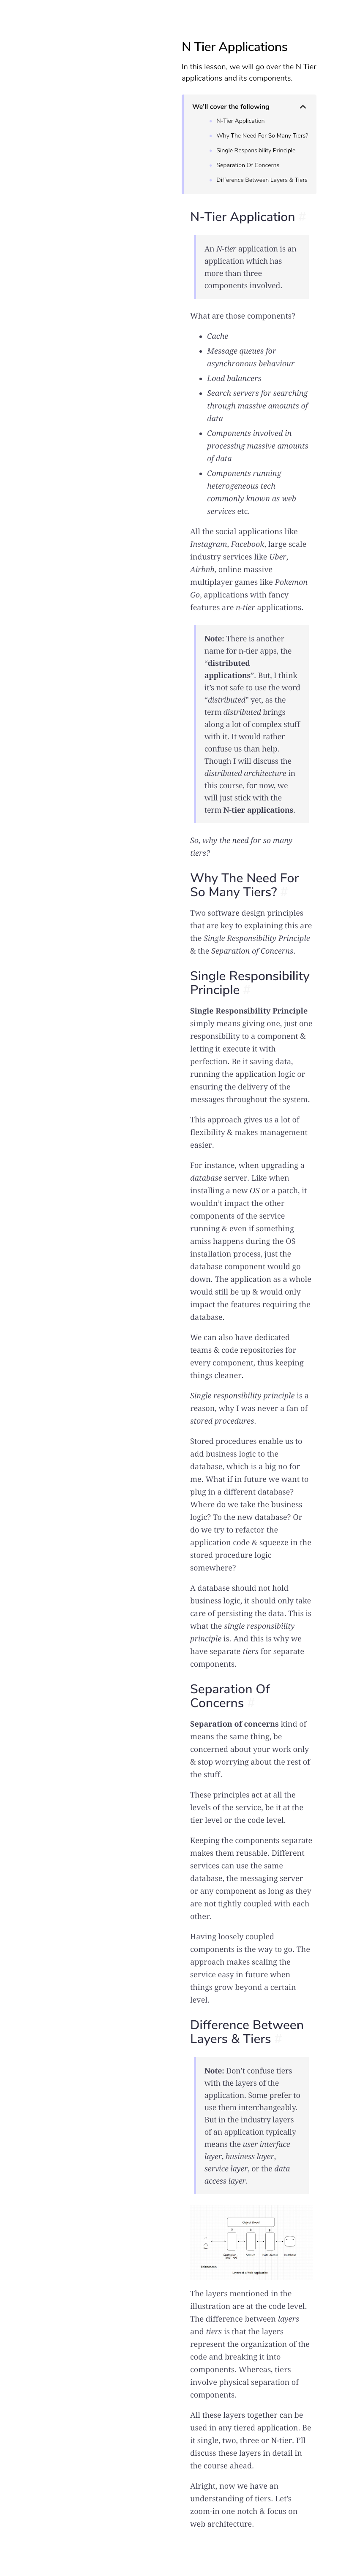 N Tier Applications
In this lesson, we will go over the N Tier
applications and its components.
We'll cover the following
N-Tier Application
Why The Need For So Many Tiers?
Single Responsibility Principle
Separation Of Concerns
Difference Between Layers & Tiers
N-Tier Application #
An N-tier application is an
application which has
more than three
components involved.
What are those components?
• Cache
• Message queues for
asynchronous behaviour
• Load balancers
• Search servers for searching
through massive amounts of
data
• Components involved in
processing massive amounts
of data
• Components running
heterogeneous tech
commonly known as web
services etc.
All the social applications like
Instagram, Facebook, large scale
industry services like Uber,
Airbnb, online massive
multiplayer games like Pokemon
Go, applications with fancy
features are n-tier applications.
Note: There is another
name for n-tier apps, the
“distributed
applications”. But, I think
it’s not safe to use the word
“distributed” yet, as the
term distributed brings
along a lot of complex stuff
with it. It would rather
confuse us than help.
Though I will discuss the
distributed architecture in
this course, for now, we
will just stick with the
term N-tier applications.
So, why the need for so many
tiers?
Why The Need For
So Many Tiers? #
Two software design principles
that are key to explaining this are
the Single Responsibility Principle
& the Separation of Concerns.
Single Responsibility
Principle #
Single Responsibility Principle
simply means giving one, just one
responsibility to a component &
letting it execute it with
perfection. Be it saving data,
running the application logic or
ensuring the delivery of the
messages throughout the system.
This approach gives us a lot of
flexibility & makes management
easier.
For instance, when upgrading a
database server. Like when
installing a new OS or a patch, it
wouldn’t impact the other
components of the service
running & even if something
amiss happens during the OS
installation process, just the
database component would go
down. The application as a whole
would still be up & would only
impact the features requiring the
database.
We can also have dedicated
teams & code repositories for
every component, thus keeping
things cleaner.
Single responsibility principle is a
reason, why I was never a fan of
stored procedures.
Stored procedures enable us to
add business logic to the
database, which is a big no for
me. What if in future we want to
plug in a different database?
Where do we take the business
logic? To the new database? Or
do we try to refactor the
application code & squeeze in the
stored procedure logic
somewhere?
A database should not hold
business logic, it should only take
care of persisting the data. This is
what the single responsibility
principle is. And this is why we
have separate tiers for separate
components.
Separation Of
Concerns #
Separation of concerns kind of
means the same thing, be
concerned about your work only
& stop worrying about the rest of
the stuff.
These principles act at all the
levels of the service, be it at the
tier level or the code level.
Keeping the components separate
makes them reusable. Different
services can use the same
database, the messaging server
or any component as long as they
are not tightly coupled with each
other.
Having loosely coupled
components is the way to go. The
approach makes scaling the
service easy in future when
things grow beyond a certain
level.
Difference Between
Layers & Tiers #
Note: Don’t confuse tiers
with the layers of the
application. Some prefer to
use them interchangeably.
But in the industry layers
of an application typically
means the user interface
layer, business layer,
service layer, or the data
access layer.
The layers mentioned in the
illustration are at the code level.
The difference between layers
and tiers is that the layers
represent the organization of the
code and breaking it into
components. Whereas, tiers
involve physical separation of
components.
All these layers together can be
used in any tiered application. Be
it single, two, three or N-tier. I’ll
discuss these layers in detail in
the course ahead.
Alright, now we have an
understanding of tiers. Let’s
zoom-in one notch & focus on
web architecture.